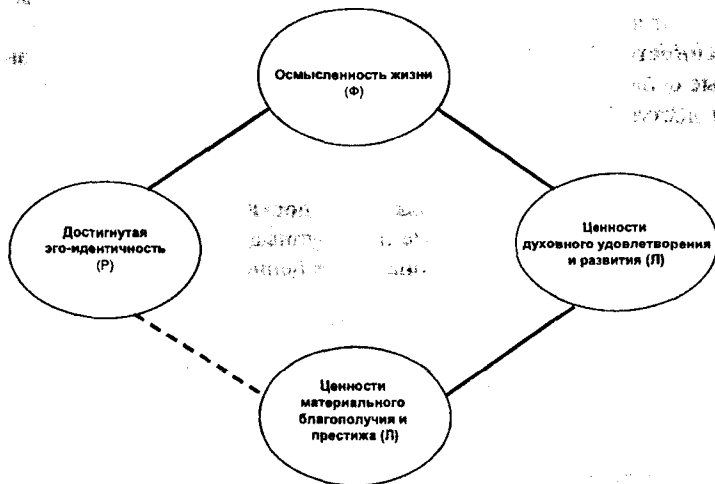 Осмысленность жизни
(Ф)
Достигнутая
эго-идентичность
(Р)
Ценности
духовного удовлетворения
и развития (Л)
Ценности
материального
благополучия и
престижа (Л)